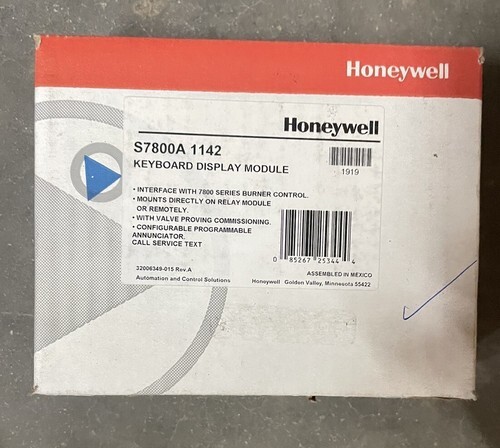 Honeywell
Honeywell
S7800A 1142
KEYBOARD DISPLAY MODULE
1919
• INTERFACE WITH 7800 SERIES BURNER CONTROL.
• MOUNTS DIRECTLY ON RELAY MODULE
OR REMOTELY.
• WITH VALVE PROVING COMMISSIONING.
• CONFIGURABLE PROGRAMMABLE
ANNUNCIATOR.
CALL SERVICE TEXT
0 85267 25344 4
32006349-015 Rev.A
ASSEMBLED IN MEXICO
Automation and Control Solutions
Honeywell Golden Valley, Minnesota 55422